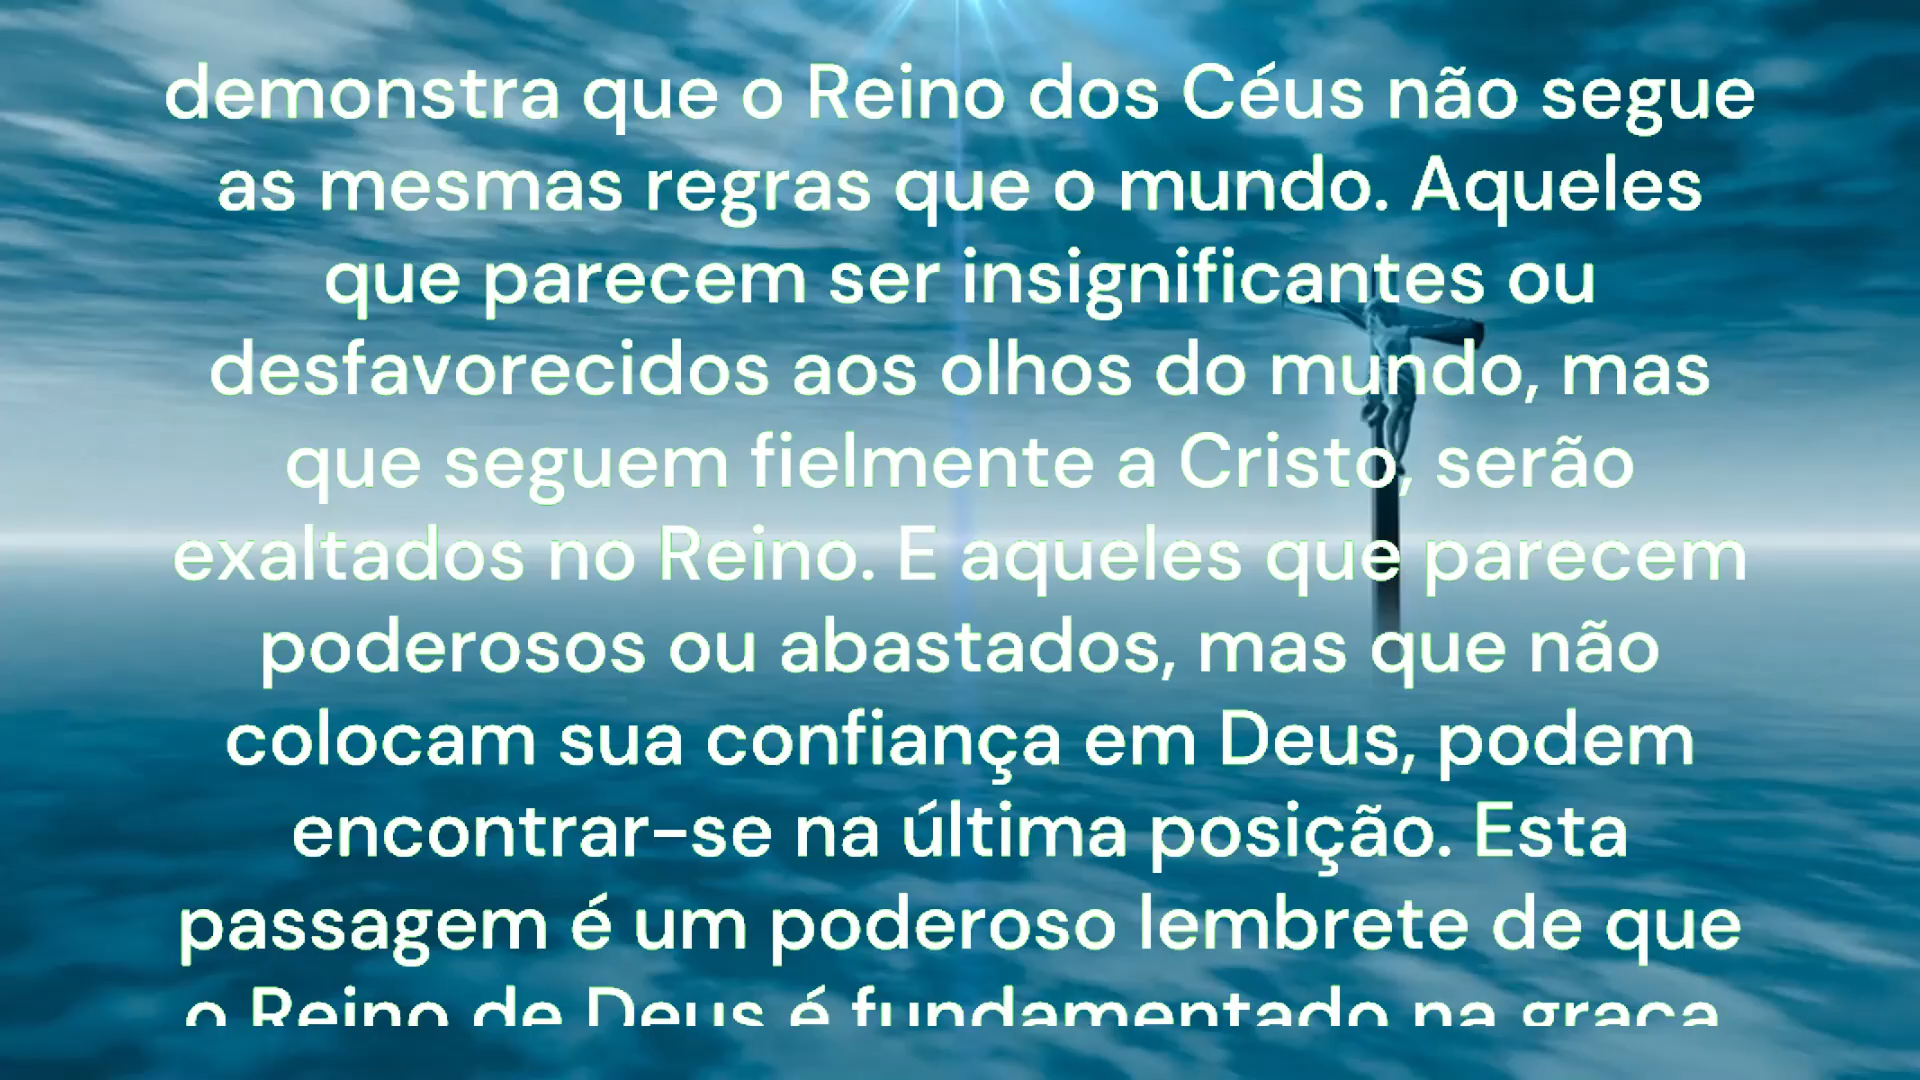 demonstra que o Reino dos Céus não segue
as mesmas regras que o mundo. Aqueles
que parecem ser insignificantes ou
desfavorecidos aos olhos do mundo, mas
que seguem fielmente a Cristo, serão
exaltados no Reino. E aqueles que parecem
poderosos ou abastados, mas que não
colocam sua confiança em Deus, podem
encontrar-se na última posição. Esta
passagem é um poderoso lembrete de que
o Reino de Deus é fundamentado na graça